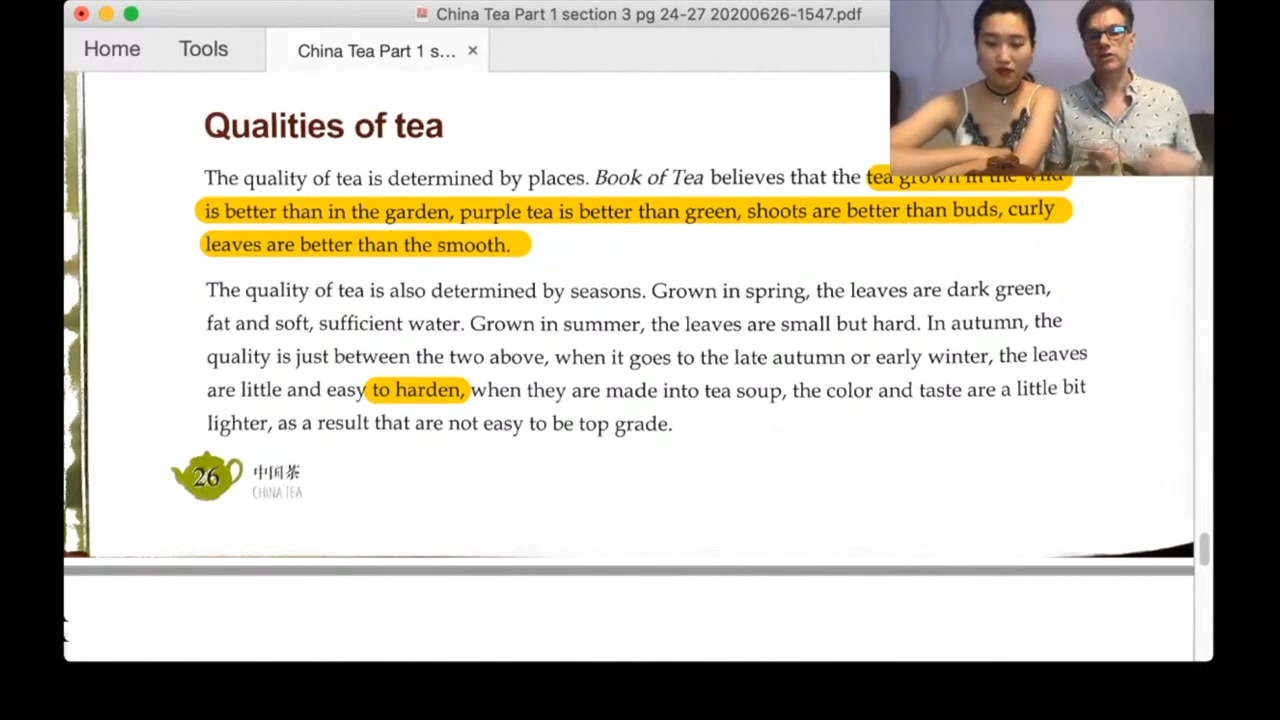 China Tea Part 1 section 3 pg 24-27 20200626-1547.pdf
Home Tools China Tea Part 1 s... ×
Qualities of tea
The quality of tea is determined by places. Book of Tea believes that the tea grown in the wild
is better than in the garden, purple tea is better than green, shoots are better than buds, curly
leaves are better than the smooth.
The quality of tea is also determined by seasons. Grown in spring, the leaves are dark green,
fat and soft, sufficient water. Grown in summer, the leaves are small but hard. In autumn, the
quality is just between the two above, when it goes to the late autumn or early winter, the leaves
are little and easy to harden, when they are made into tea soup, the color and taste are a little bit
lighter, as a result that are not easy to be top grade.
26 中国茶
CHINA TEA